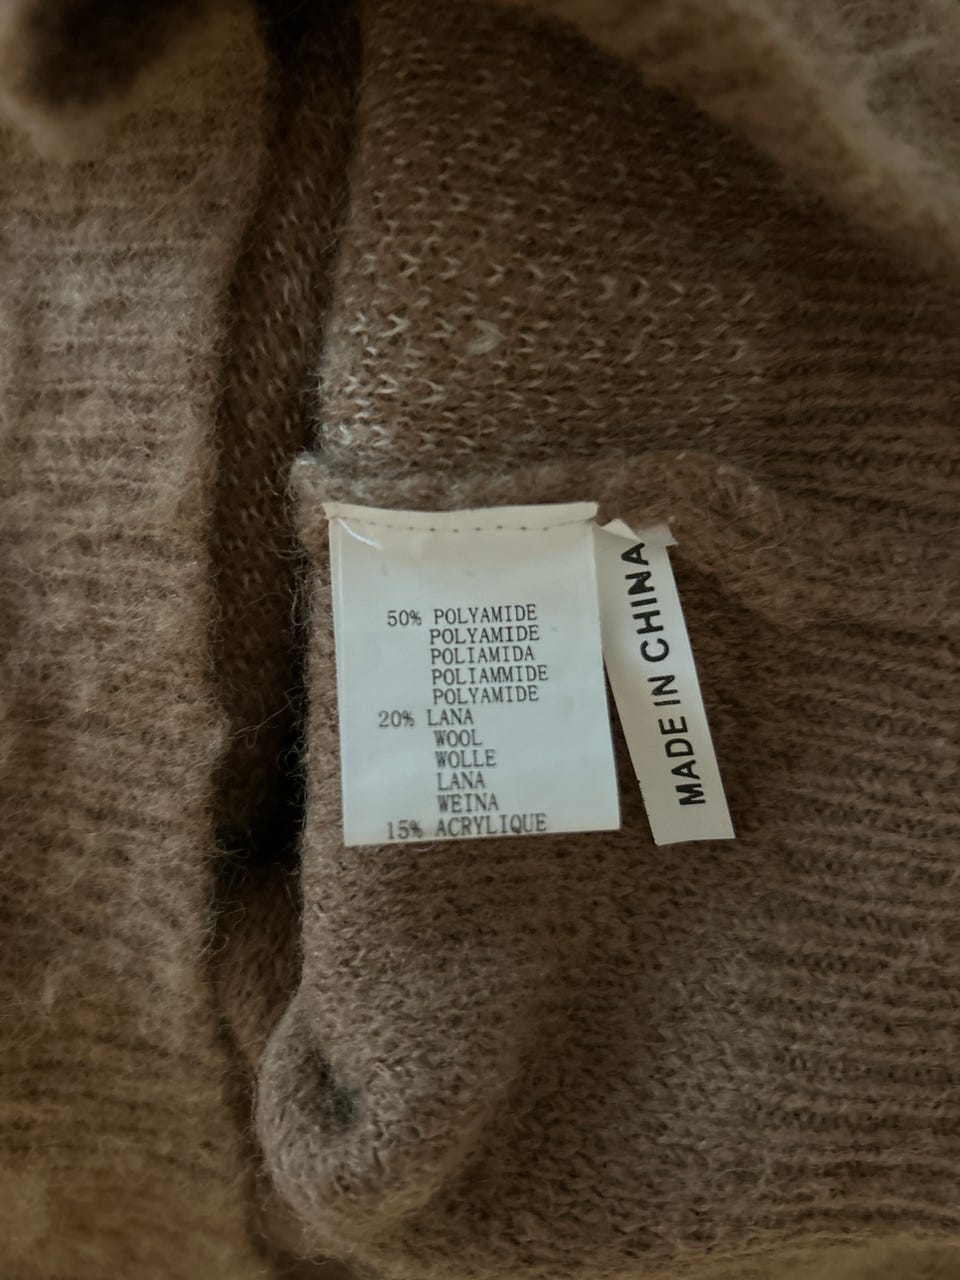 50% POLYAMIDE
POLYAMIDE
POLIAMIDA
POLIAMMIDE
POLYAMIDE
20% LANA
WOOL
WOLLE
LANA
WEINA
15% ACRYLIQUE
MADE IN CHINA